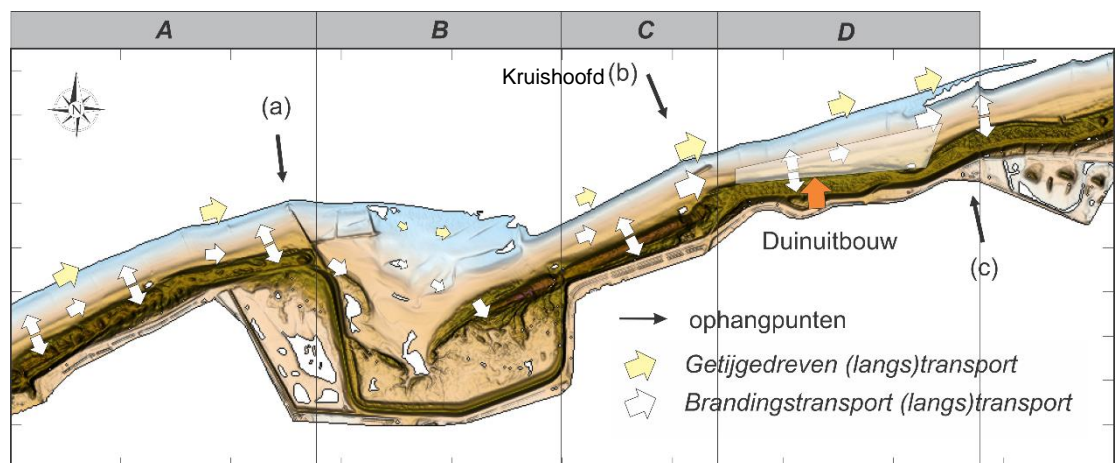 A B C D
N
(a)
Kruishoofd (b)
Duinuitbouw
(c)
ophangpunten
Getijgedreven (langs)transport
Brandingstransport (langs)transport